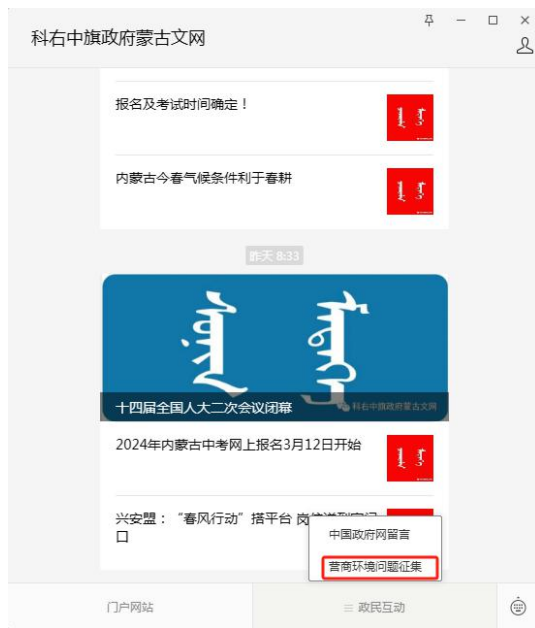 科右中旗政府蒙古文网
报名及考试时间确定！
内蒙古今春气候条件利于春耕
昨天 8:33
十四届全国人大二次会议闭幕
科右中旗政府蒙古文网
2024年内蒙古中考网上报名3月12日开始
兴安盟：“春风行动”搭平台 岗
口
中国政府网留言
营商环境问题征集
门户网站
政民互动